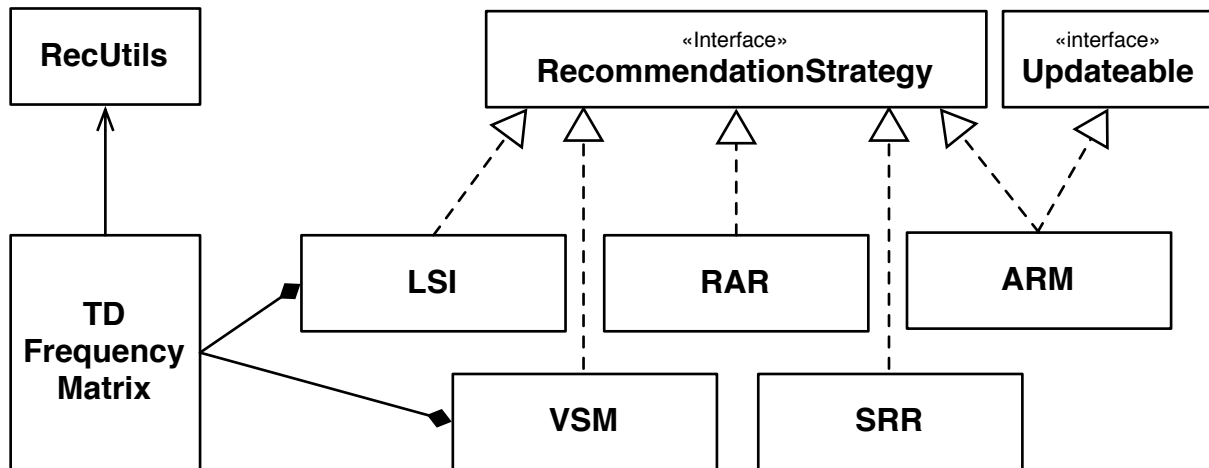 RecUtils
«Interface»
RecommendationStrategy
«interface»
Updateable
TD
Frequency
Matrix
LSI
RAR
ARM
VSM
SRR